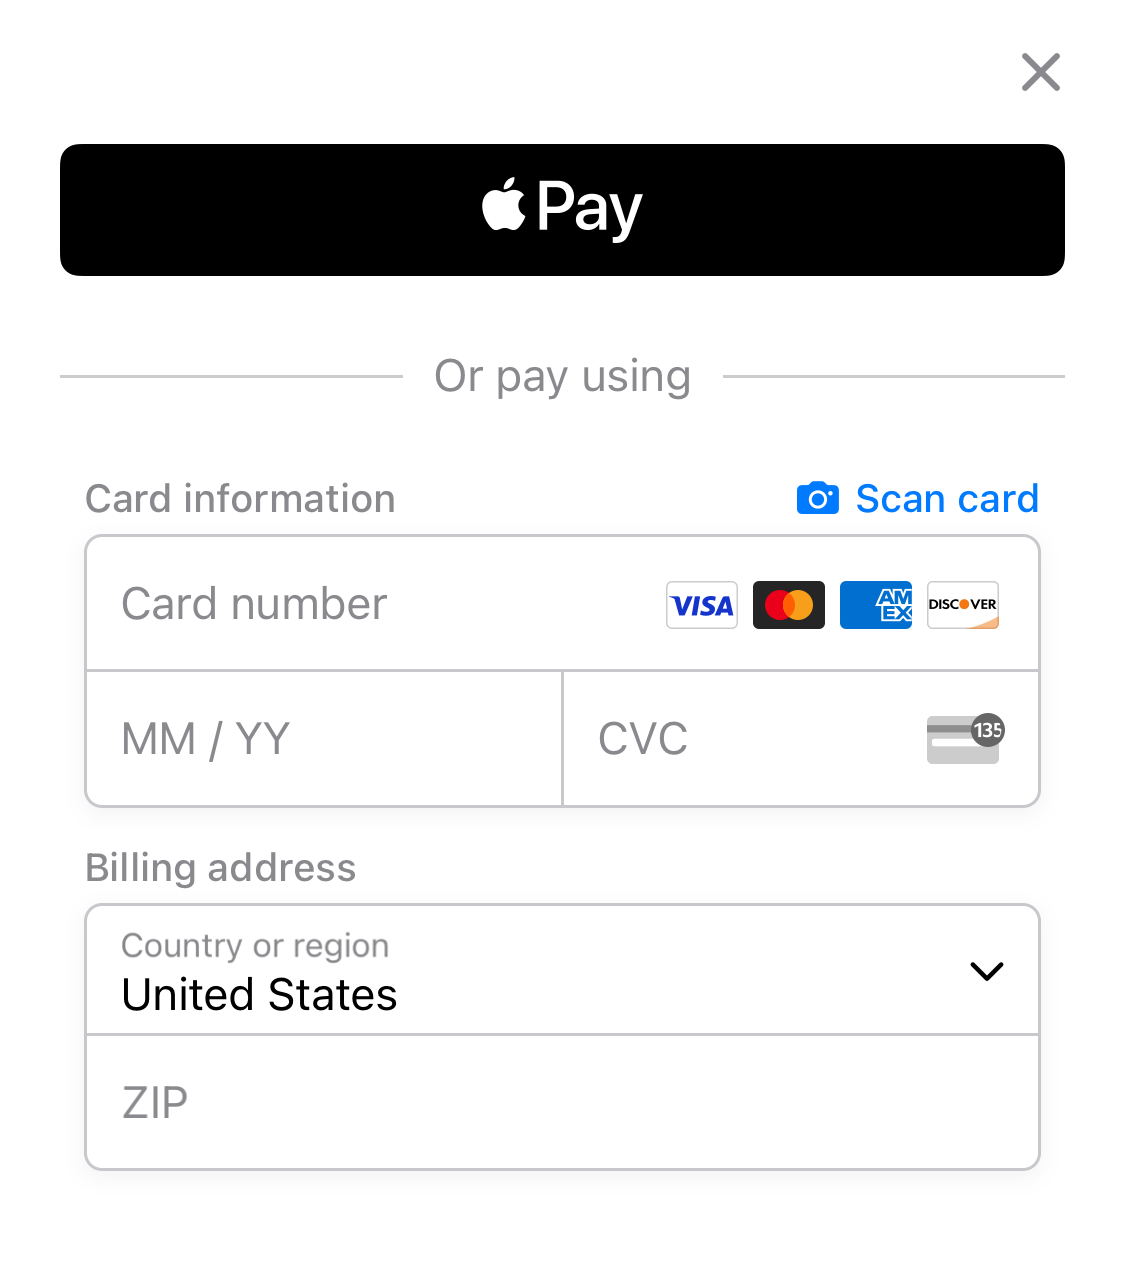 Pay
Or pay using
Card information
Scan card
Card number
VISA
AM
EX
DISCOVER
MM / YY
CVC
135
Billing address
Country or region
United States
ZIP